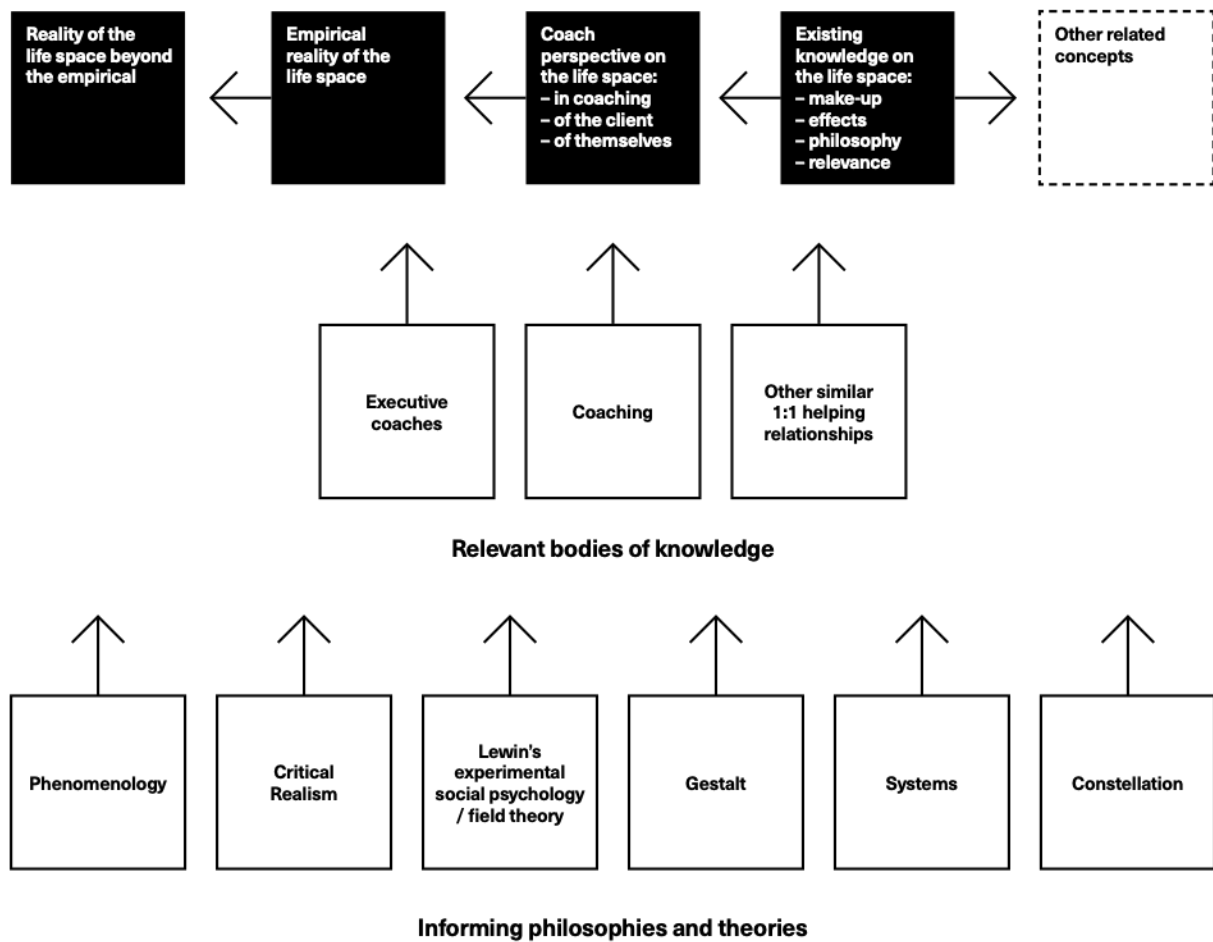 Reality of the
life space beyond
the empirical
Empirical
reality of the
life space
Coach
perspective on
the life space:
– in coaching
– of the client
– of themselves
Existing
knowledge on
the life space:
– make-up
– effects
– philosophy
– relevance
Other related
concepts
Executive
coaches
Coaching
Other similar
1:1 helping
relationships
Relevant bodies of knowledge
Phenomenology
Critical
Realism
Lewin's
experimental
social psychology
/ field theory
Gestalt
Systems
Constellation
Informing philosophies and theories